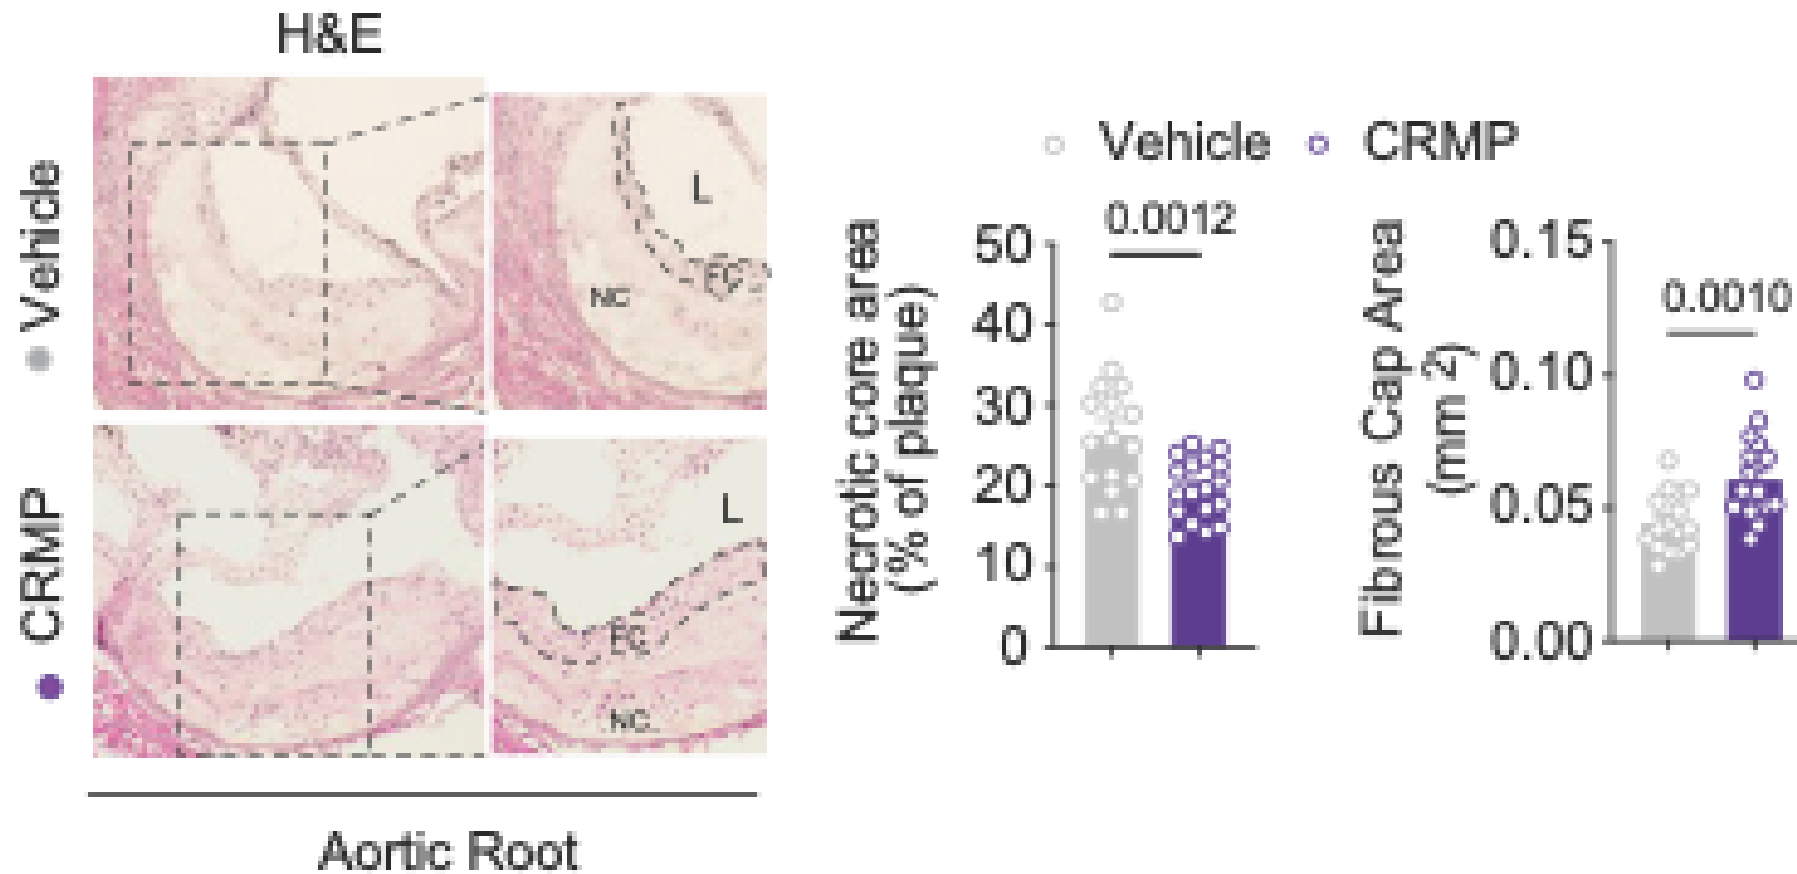 H&E
Vehicle
L
FC
NC
CRMP
L
FC
NC
Aortic Root
Vehicle CRMP
Necrotic core area
(% of plaque)
0.0012
50
40
30
20
10
0
Fibrous Cap Area
(mm 2)
0.0010
0.15
0.10
0.05
0.00